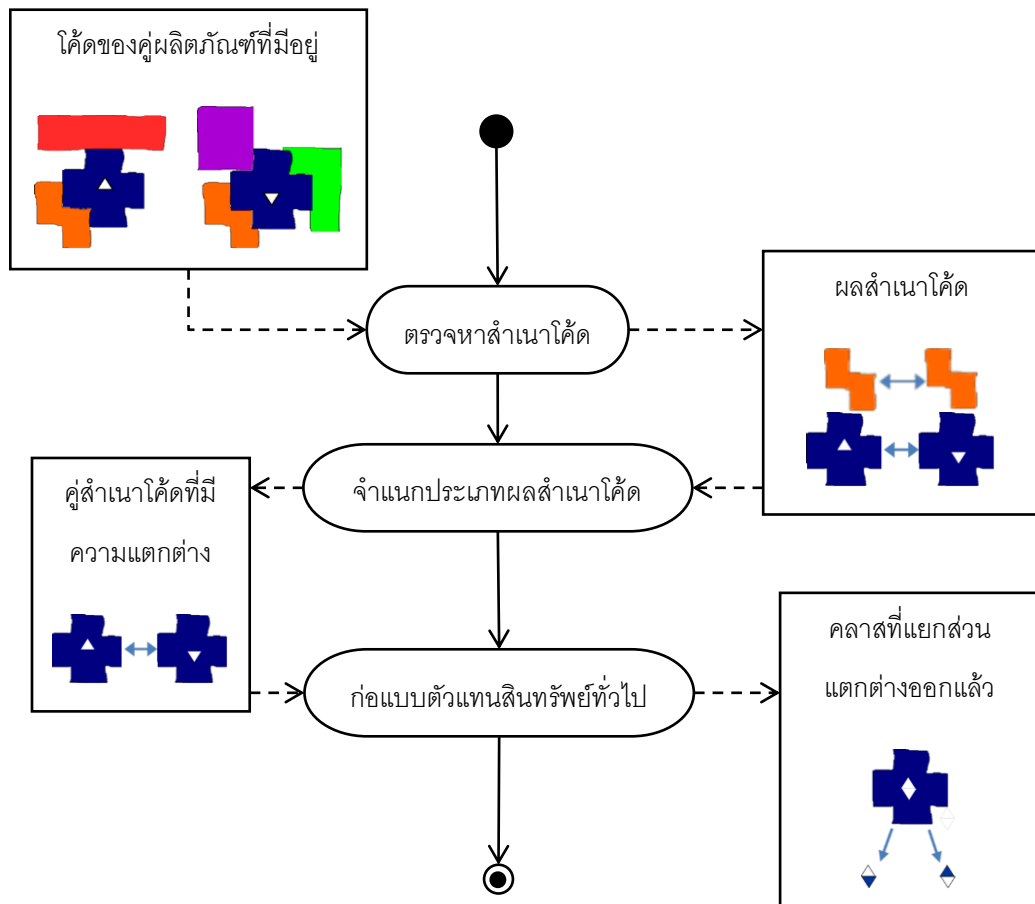 โค้ดของคู่ผลิตภัณฑ์ที่มีอยู่
ตรวจหาสำเนาโค้ด
ผลสำเนาโค้ด
จำแนกประเภทผลสำเนาโค้ด
คู่สำเนาโค้ดที่มี
ความแตกต่าง
ก่อแบบตัวแทนสินทรัพย์ทั่วไป
คลาสที่แยกส่วน
แตกต่างออกแล้ว